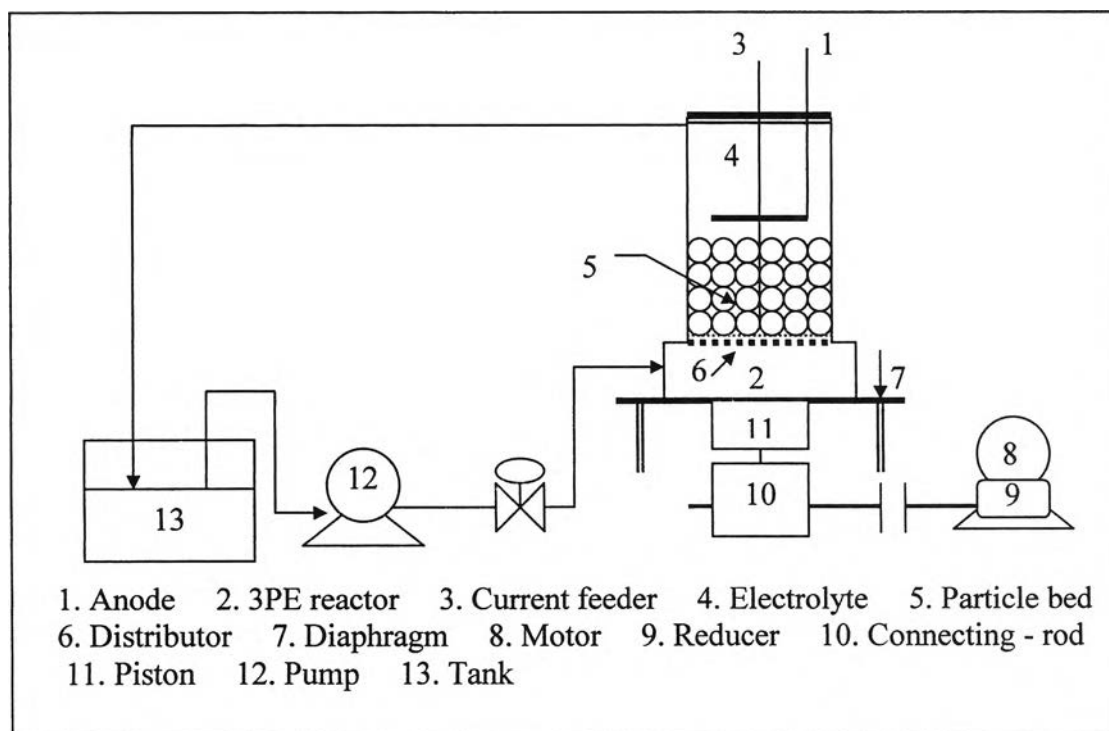 3 1
4
5
6 2 7
11
8
12 10 9
13
1. Anode 2. 3PE reactor 3. Current feeder 4. Electrolyte 5. Particle bed
6. Distributor 7. Diaphragm 8. Motor 9. Reducer 10. Connecting - rod
11. Piston 12. Pump 13. Tank